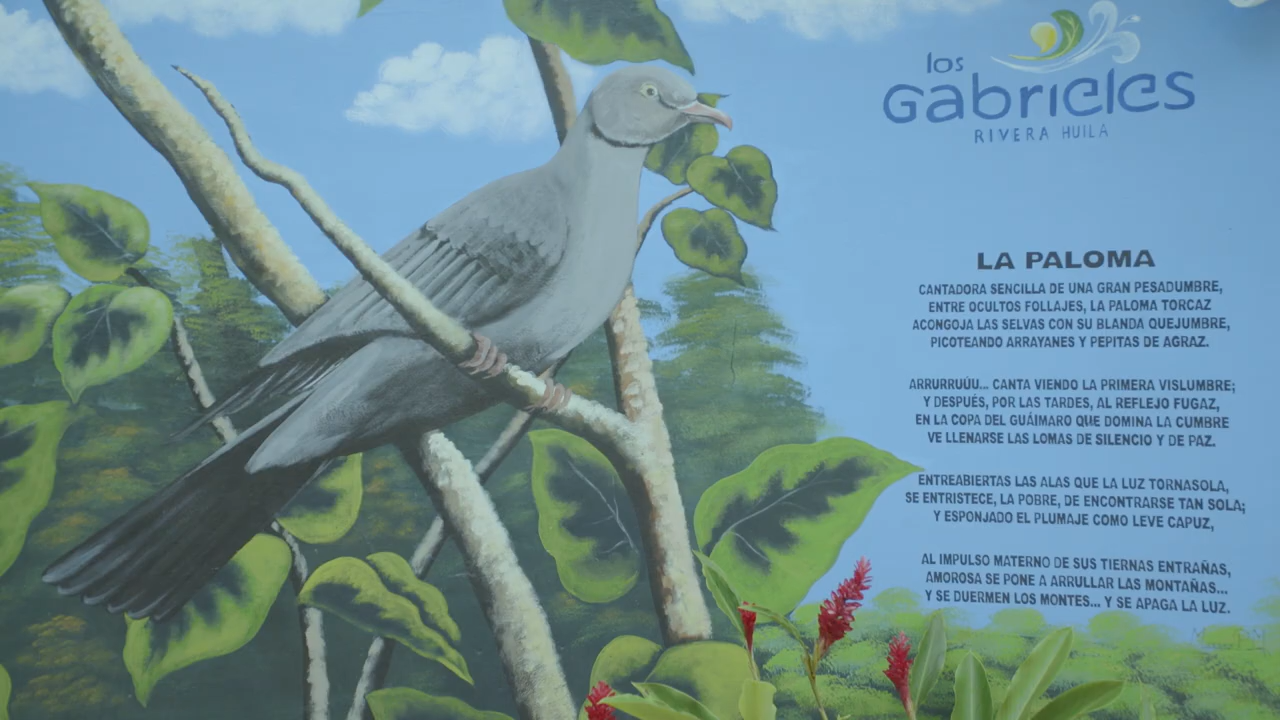 los
Gabrieles
RIVERA HUILA
LA PALOMA
CANTADORA SENCILLA DE UNA GRAN PESADUMBRE,
ENTRE OCULTOS FOLLAJES, LA PALOMA TORCAZ
ACONGOJA LAS SELVAS CON SU BLANDA QUEJUMBRE,
PICOTEANDO ARRAYANES Y PEPITAS DE AGRAZ.
ARRURRUÚU... CANTA VIENDO LA PRIMERA VISLUMBRE;
Y DESPUÉS, POR LAS TARDES, AL REFLEJO FUGAZ,
EN LA COPA DEL GUÁIMARO QUE DOMINA LA CUMBRE
VE LLENARSE LAS LOMAS DE SILENCIO Y DE PAZ.
ENTREABIERTAS LAS ALAS QUE LA LUZ TORNASOLA,
SE ENTRISTECE, LA POBRE, DE ENCONTRARSE TAN SOLA;
Y ESPONJADO EL PLUMAJE COMO LEVE CAPUZ,
AL IMPULSO MATERNO DE SUS TIERNAS ENTRAÑAS,
AMOROSA SE PONE A ARRULLAR LAS MONTAÑAS...
Y SE DUERMEN LOS MONTES... Y SE APAGA LA LUZ.